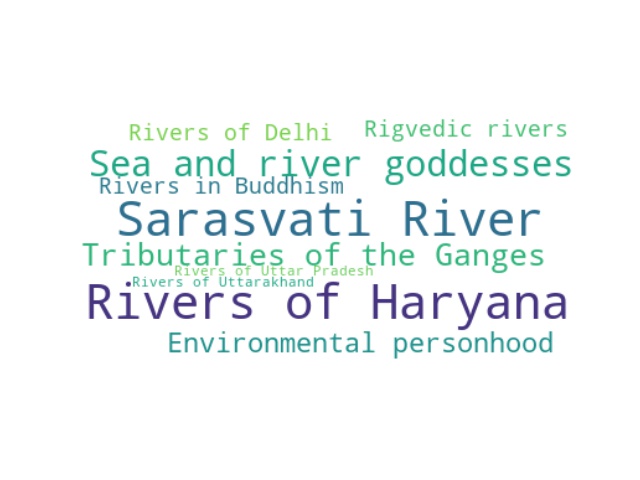 Rivers of Delhi
Rigvedic rivers
Sea and river goddesses
Rivers in Buddhism
Sarasvati River
Tributaries of the Ganges
Rivers of Uttar Pradesh
Rivers of Uttarakhand
Rivers of Haryana
Environmental personhood